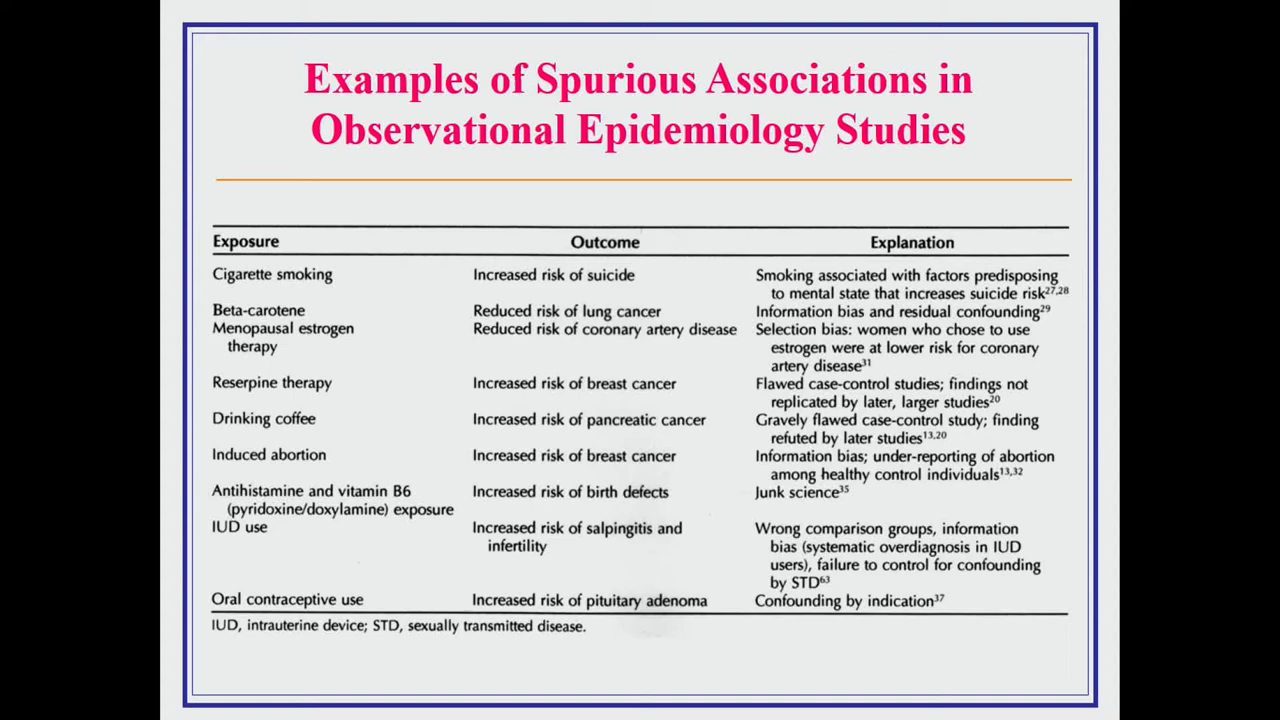 Examples of Spurious Associations in
Observational Epidemiology Studies
Exposure Outcome Explanation
Cigarette smoking Increased risk of suicide Smoking associated with factors predisposing
to mental state that increases suicide risk27,28
Beta-carotene Reduced risk of lung cancer Information bias and residual confounding29
Menopausal estrogen Reduced risk of coronary artery disease Selection bias: women who chose to use
therapy estrogen were at lower risk for coronary
artery disease31
Reserpine therapy Increased risk of breast cancer Flawed case-control studies; findings not
replicated by later, larger studies20
Drinking coffee Increased risk of pancreatic cancer Gravely flawed case-control study; finding
refuted by later studies13,20
Induced abortion Increased risk of breast cancer Information bias; under-reporting of abortion
among healthy control individuals13,32
Antihistamine and vitamin B6 Increased risk of birth defects Junk science35
(pyridoxine/doxylamine) exposure
IUD use Increased risk of salpingitis and Wrong comparison groups, information
infertility bias (systematic overdiagnosis in IUD
users), failure to control for confounding
by STD63
Oral contraceptive use Increased risk of pituitary adenoma Confounding by indication37
IUD, intrauterine device; STD, sexually transmitted disease.